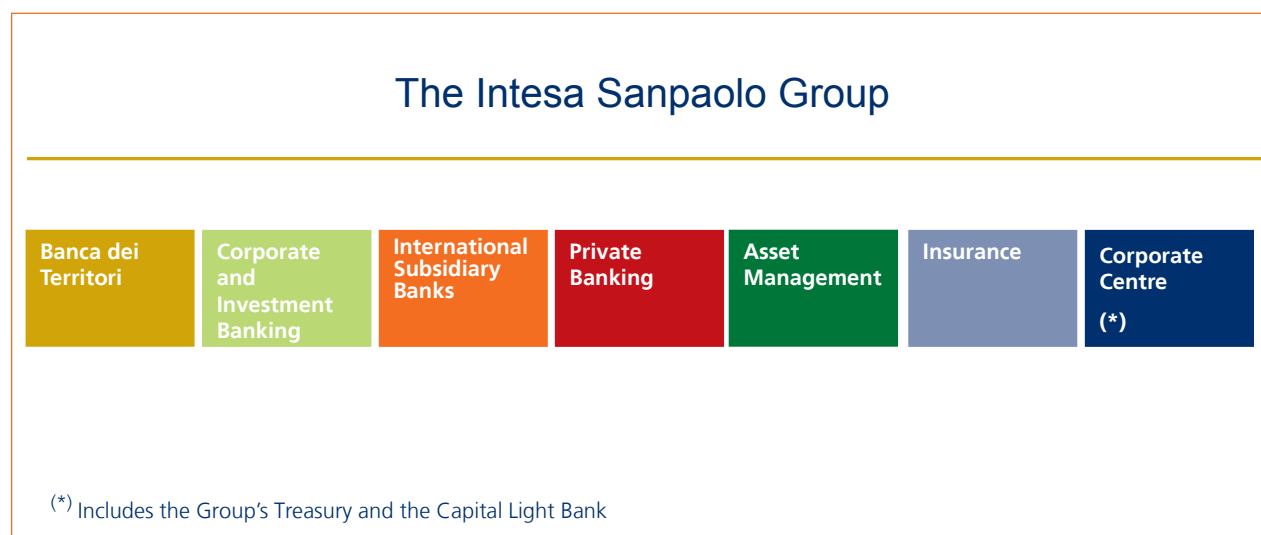 The Intesa Sanpaolo Group
Banca dei
Territori
Corporate
and
Investment
Banking
International
Subsidiary
Banks
Private
Banking
Asset
Management
Insurance
Corporate
Centre
(*)
(*) Includes the Group’s Treasury and the Capital Light Bank